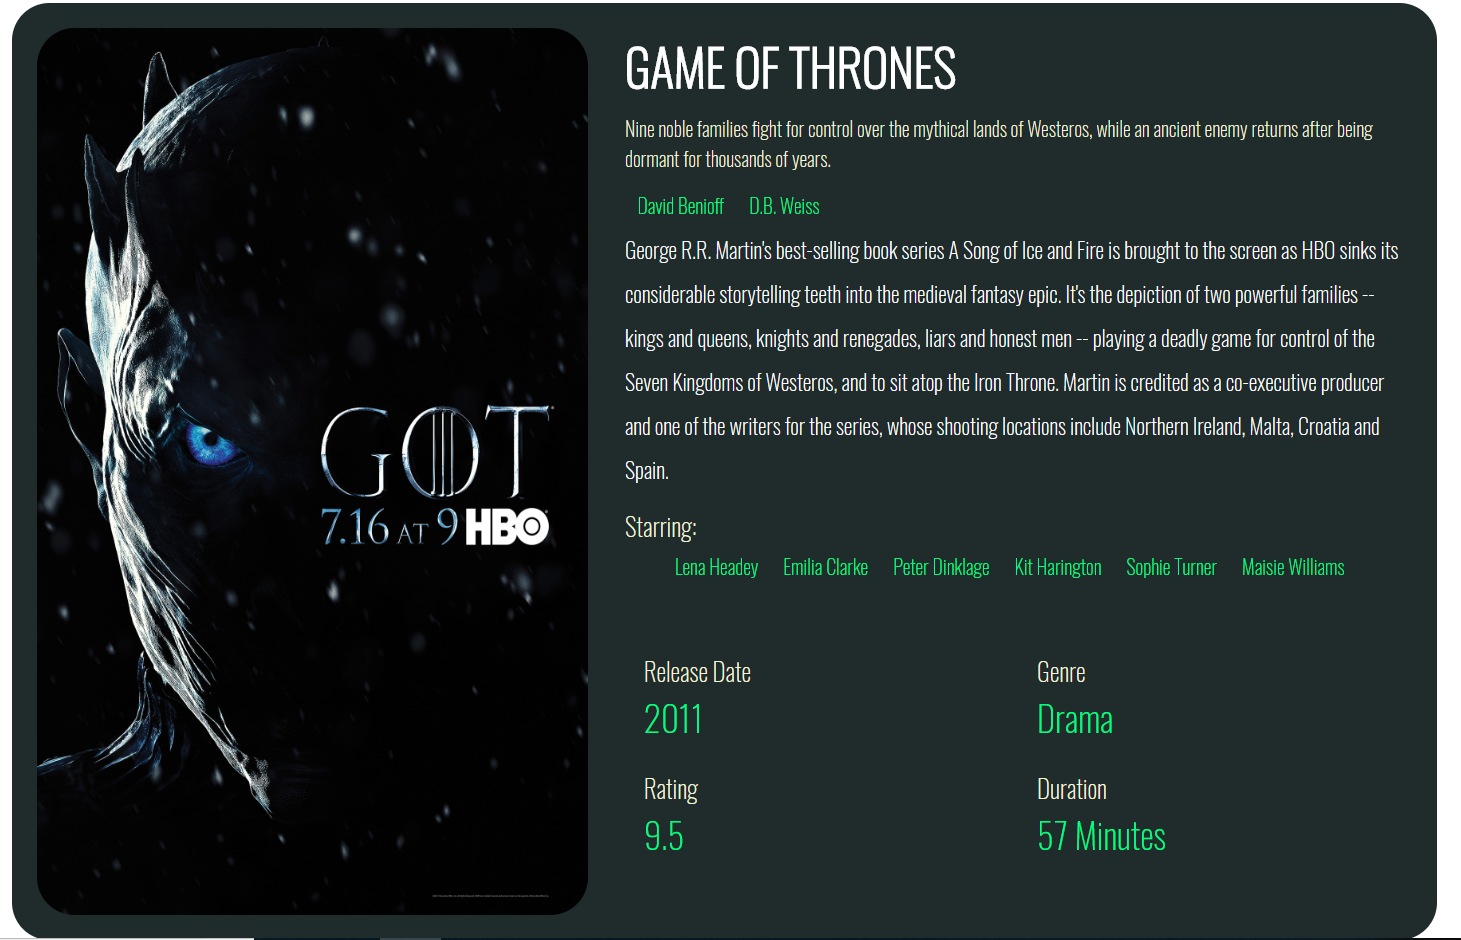 GAME OF THRONES
Nine noble families fight for control over the mythical lands of Westeros, while an ancient enemy returns after being
dormant for thousands of years.
David Benioff D.B. Weiss
George R.R. Martin's best-selling book series A Song of Ice and Fire is brought to the screen as HBO sinks its
considerable storytelling teeth into the medieval fantasy epic. It's the depiction of two powerful families --
kings and queens, knights and renegades, liars and honest men -- playing a deadly game for control of the
Seven Kingdoms of Westeros, and to sit atop the Iron Throne. Martin is credited as a co-executive producer
and one of the writers for the series, whose shooting locations include Northern Ireland, Malta, Croatia and
Spain.
Starring:
Lena Headey Emilia Clarke Peter Dinklage Kit Harington Sophie Turner Maisie Williams
Release Date
2011
Genre
Drama
Rating
9.5
Duration
57 Minutes
GOT
7.16 AT 9 HBO